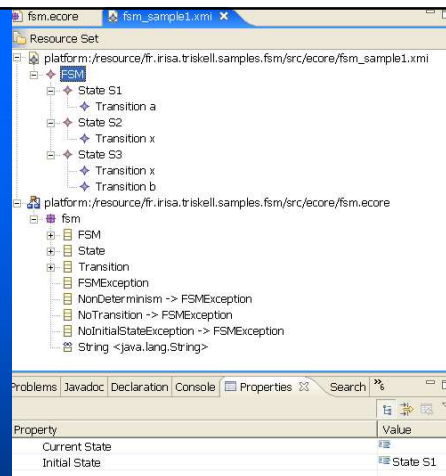 fsm.ecore fsm_sample1.xmi
Resource Set
platform:/resource/fr.irisa.triskell.samples.fsm/src/ecore/fsm_sample1.xmi
FSM
State S1
Transition a
State S2
Transition x
State S3
Transition x
Transition b
platform:/resource/fr.irisa.triskell.samples.fsm/src/ecore/fsm.ecore
fsm
FSM
State
Transition
FSMException
NonDeterminism -> FSMException
NoTransition -> FSMException
NoInitialStateException -> FSMException
String <java.lang.String>
Problems Javadoc Declaration Console Properties Search »6
Property Value
Current State
Initial State State S1